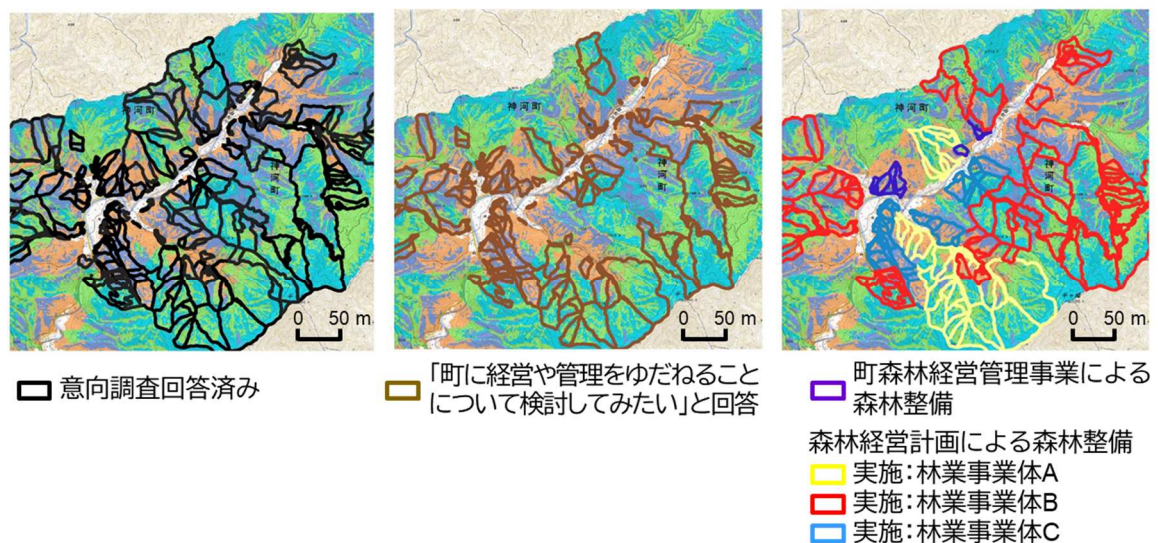 神河町
神河町
0 50 m
神河町
神河町
0 50 m
神河町
神河町
0 50 m
意向調査回答済み
「町に経営や管理をゆだねること
について検討してみたい」と回答
町森林経営管理事業による
森林整備
森林経営計画による森林整備
実施：林業事業体A
実施：林業事業体B
実施：林業事業体C